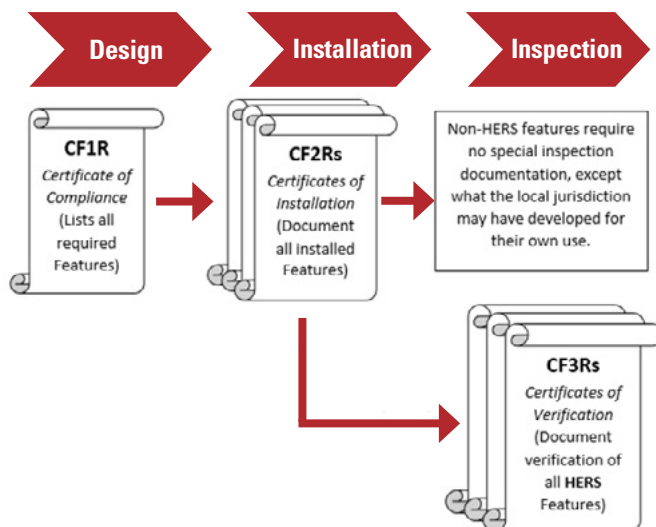 Design
Installation
Inspection
CF1R
Certificate of
Compliance
(Lists all
required
Features)
CF2Rs
Certificates of
Installation
(Document
all Installed
Features)
Non-HERS features require
no special inspection
documentation, except
what the local jurisdiction
may have developed for
their own use.
CF3Rs
Certificates of
Verification
(Document
verification of
all HERS
Features)